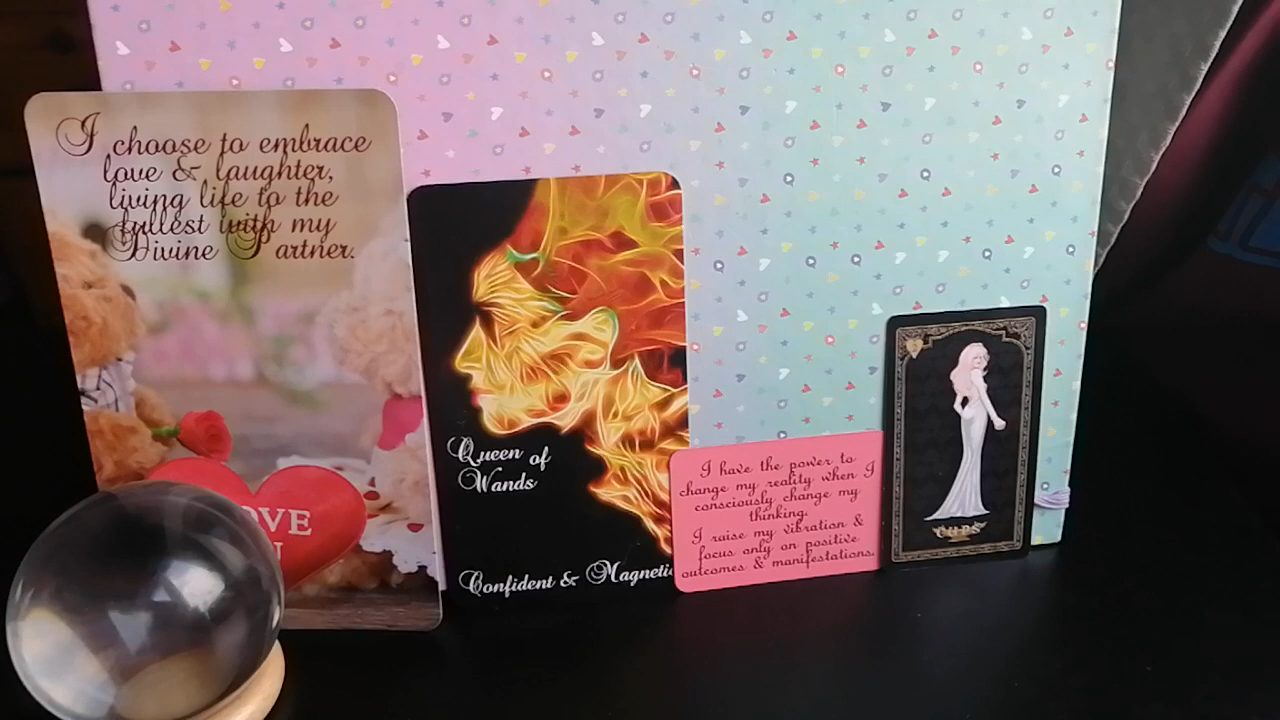 I choose to embrace
love & laughter,
living life to the
fullest with my
Divine Partner.
Queen of
Wands
Confident & Magnetic
I have the power to
change my reality when I
consciously change my
thinking.
I raise my vibration &
focus only on positive
outcomes & manifestations.
CUPS